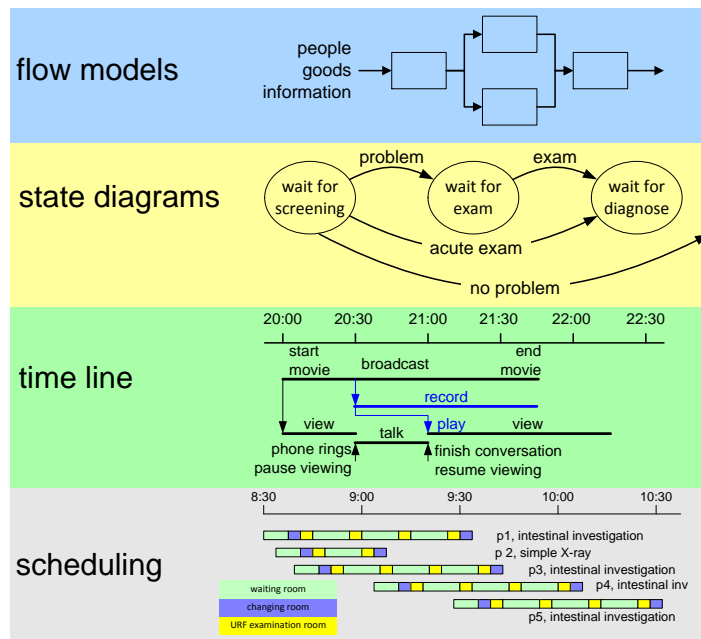 flow models
people
goods
information
state diagrams
problem
exam
wait for
screening
wait for
exam
wait for
diagnose
acute exam
no problem
time line
20:00 20:30 21:00 21:30 22:00 22:30
start
movie
broadcast
end
movie
record
view
play
view
talk
phone rings
pause viewing
finish conversation
resume viewing
scheduling
8:30 9:00 9:30 10:00 10:30
p1, intestinal investigation
p 2, simple X-ray
p3, intestinal investigation
p4, intestinal inv
p5, intestinal investigation
waiting room
changing room
URF examination room